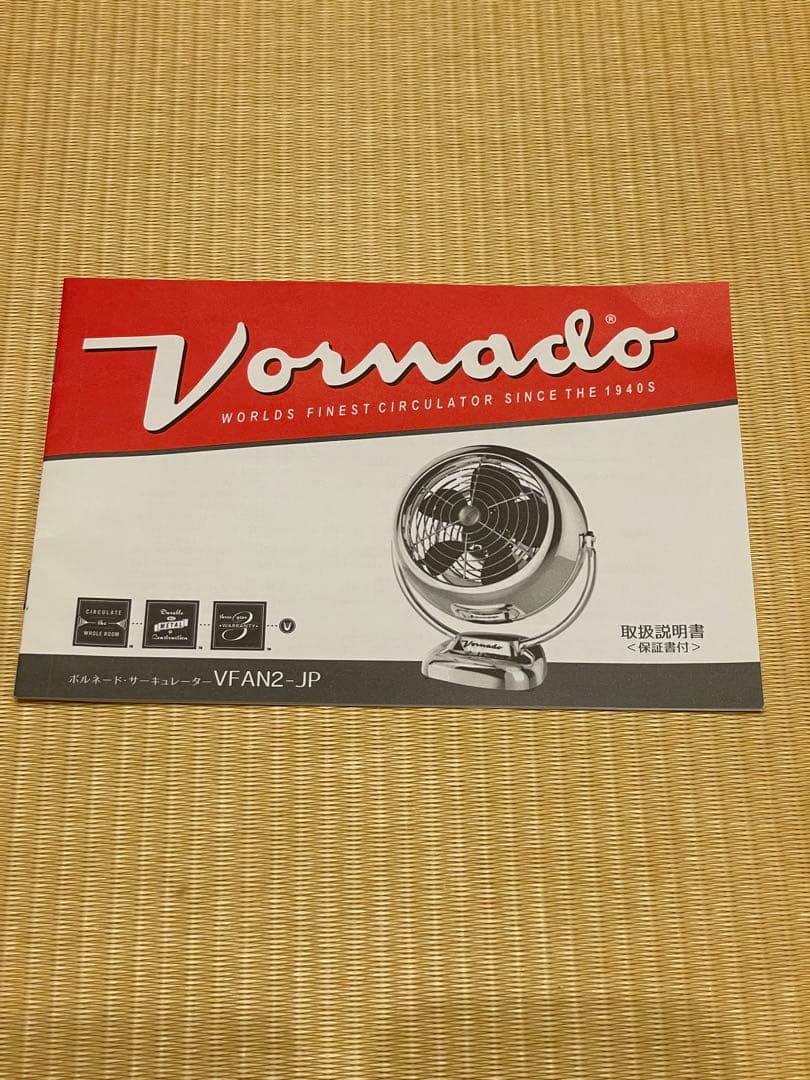 Vornado®
WORLDS FINEST CIRCULATOR SINCE THE 1940S
CIRCULATE
the
WHOLE ROOM
Durable
METAL
Construction
three year
3
WARRANTY
V
Vornado
取扱説明書
<保証書付>
ボルネード・サーキュレーター VFAN2-JP